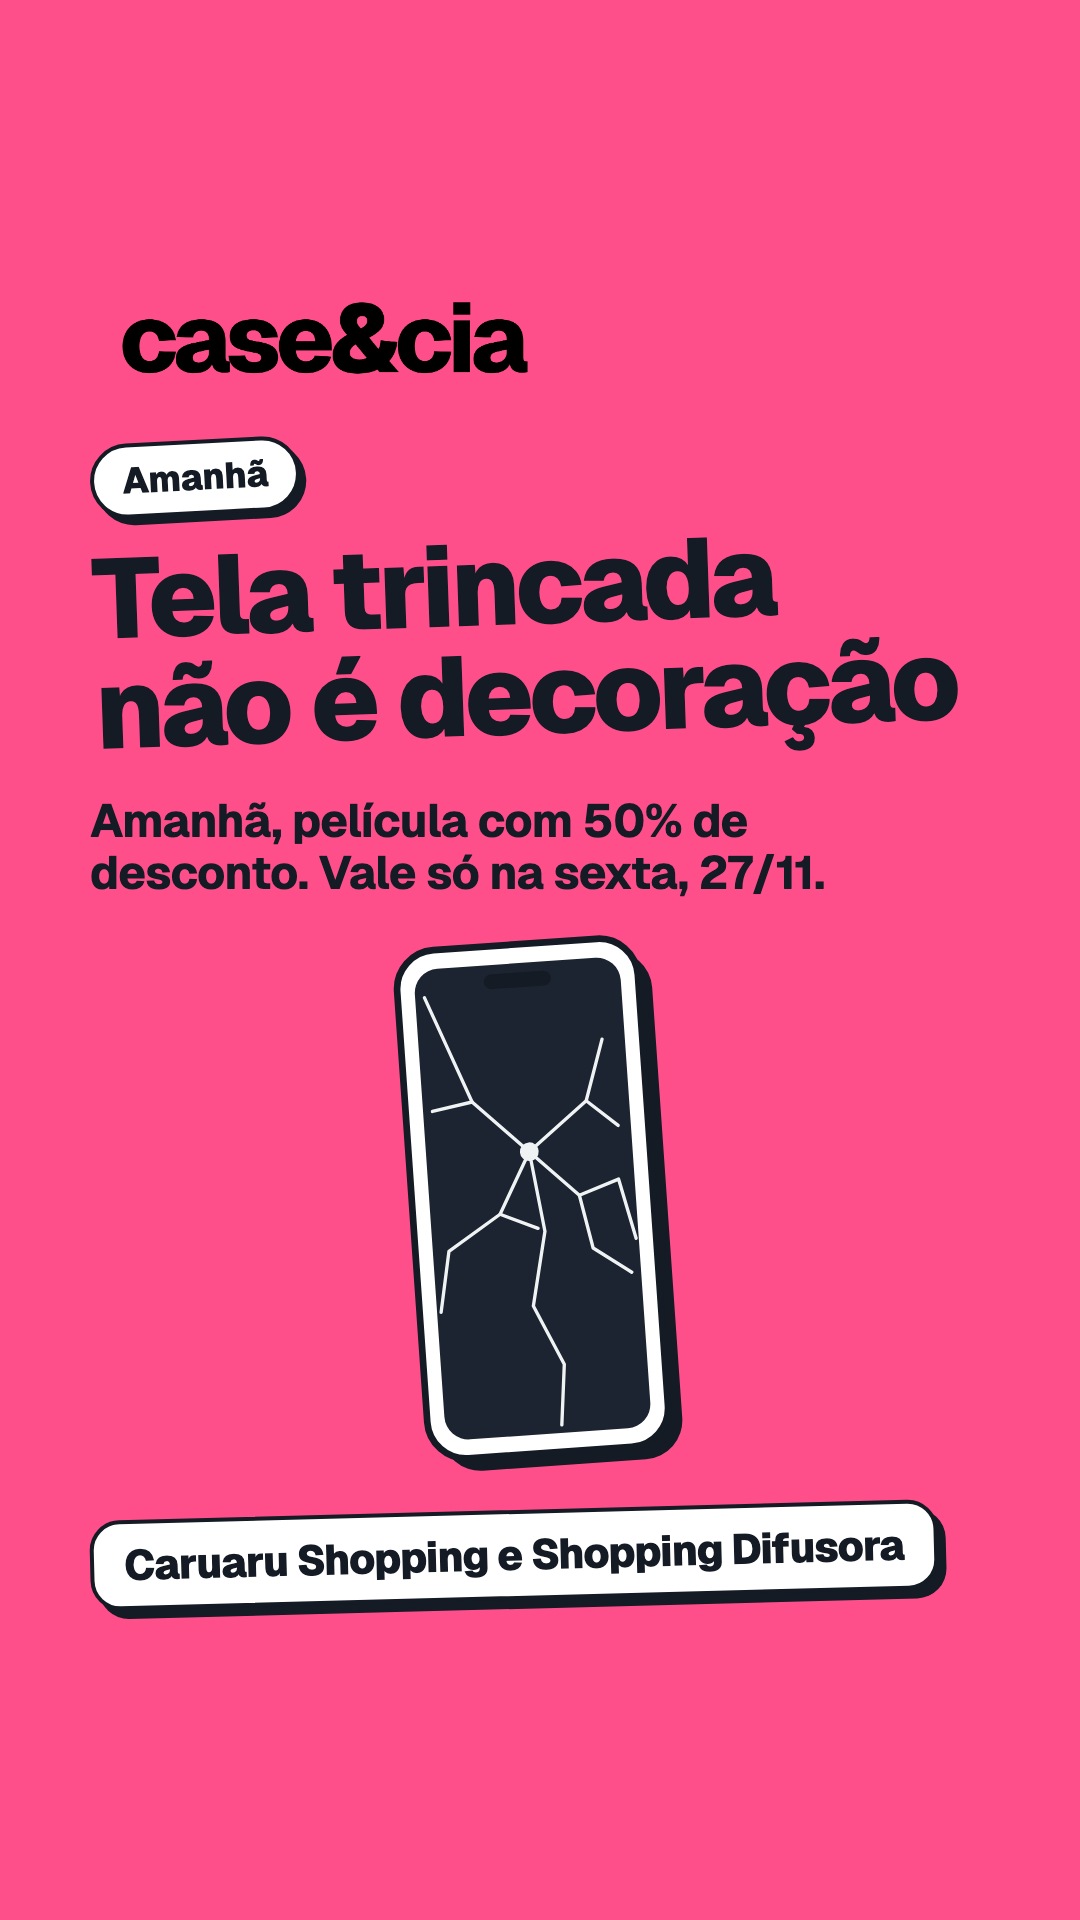 case&cia
Amanhã
Tela trincada
não é decoração
Amanhã, película com 50% de
desconto. Vale só na sexta, 27/11.
Caruaru Shopping e Shopping Difusora